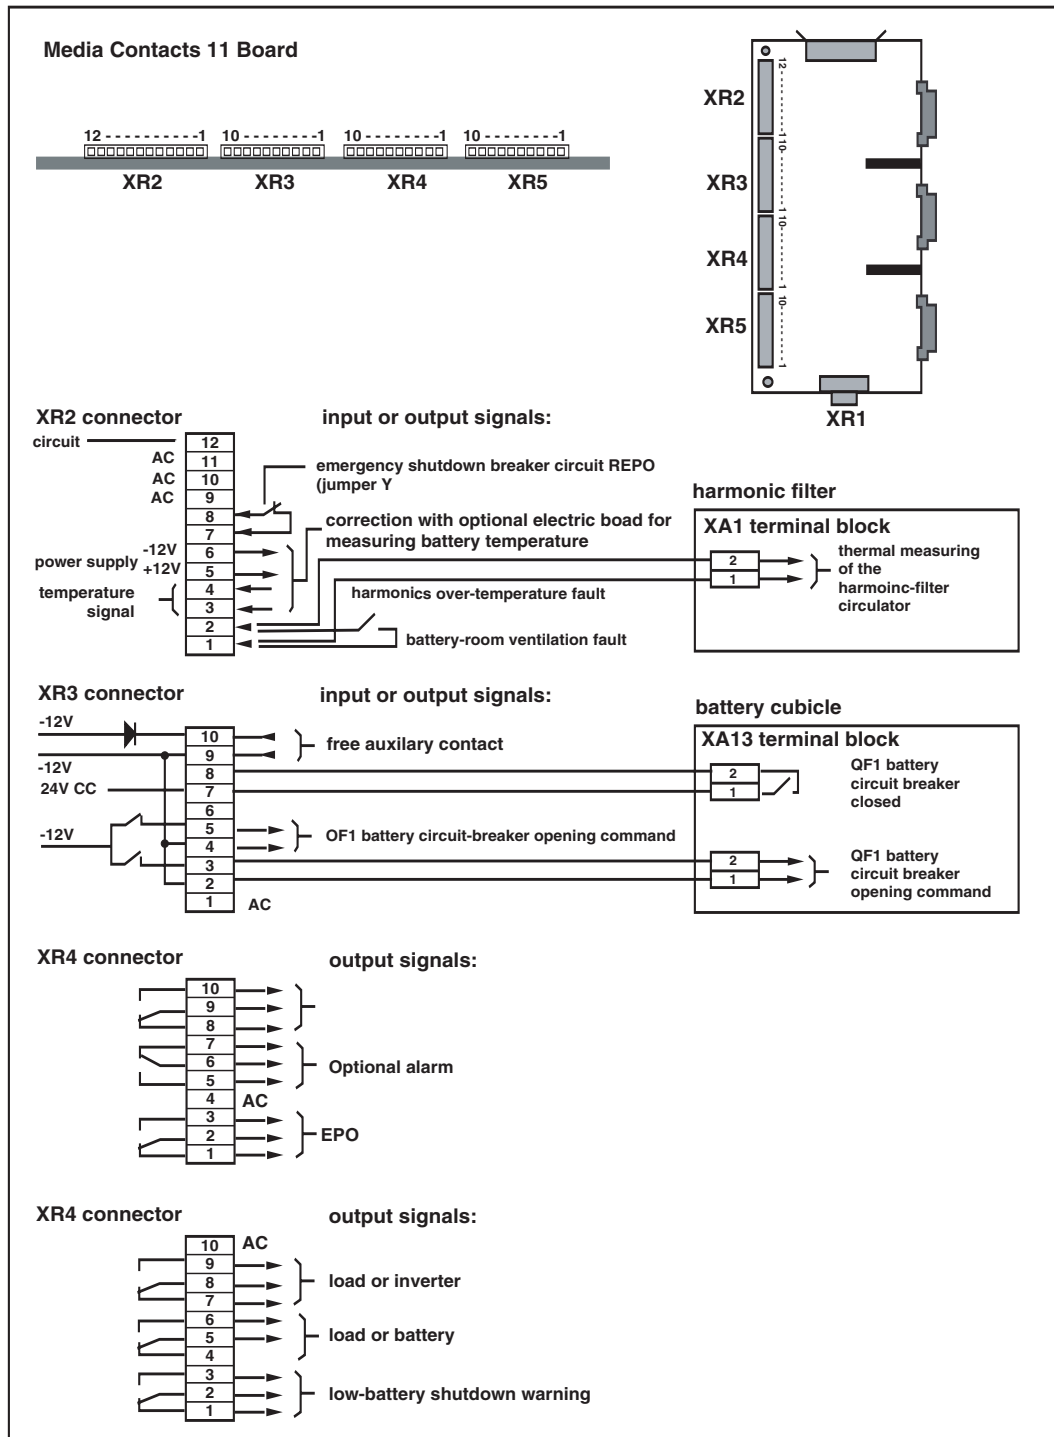 Media Contacts 11 Board
12 - - - - - - - - - -1
10 - - - - - - - -1
10 - - - - - - - -1
10 - - - - - - - -1
XR2
XR3
XR4
XR5
XR2
XR3
XR4
XR5
12----------1
10--------1
10--------1
10--------1
XR1
XR2 connector
input or output signals:
circuit
12
AC
11
AC
10
AC
9
8
7
6
5
4
3
2
1
power supply
-12V
+12V
temperature
signal
emergency shutdown breaker circuit REPO
(jumper Y
correction with optional electric boad for
measuring battery temperature
harmonics over-temperature fault
battery-room ventilation fault
harmonic filter
XA1 terminal block
2
1
thermal measuring
of the
harmoinc-filter
circulator
XR3 connector
input or output signals:
-12V
-12V
24V CC
-12V
10
9
8
7
6
5
4
3
2
1
AC
free auxilary contact
OF1 battery circuit-breaker opening command
battery cubicle
XA13 terminal block
2
1
QF1 battery
circuit breaker
closed
2
1
QF1 battery
circuit breaker
opening command
XR4 connector
output signals:
10
9
8
7
6
5
4
AC
3
2
1
Optional alarm
EPO
XR4 connector
output signals:
10
AC
9
8
7
6
5
4
3
2
1
load or inverter
load or battery
low-battery shutdown warning